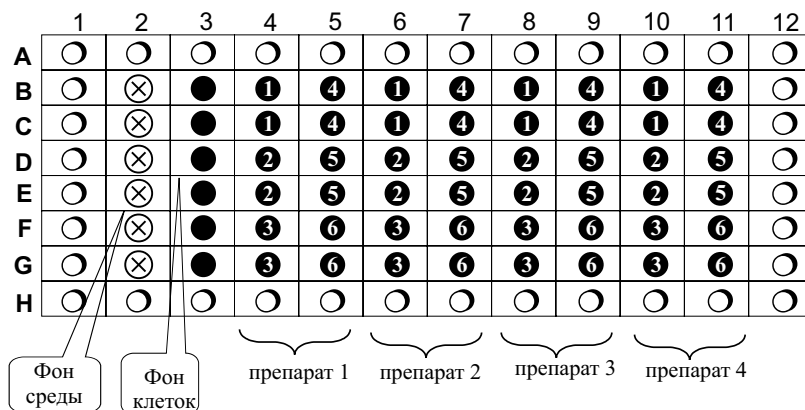 1 2 3 4 5 6 7 8 9 10 11 12
A
B 1 4 1 4 1 4 1 4
C 1 4 1 4 1 4 1 4
D 2 5 2 5 2 5 2 5
E 2 5 2 5 2 5 2 5
F 3 6 3 6 3 6 3 6
G 3 6 3 6 3 6 3 6
H
препарат 1 препарат 2 препарат 3 препарат 4
Фон
среды
Фон
клеток